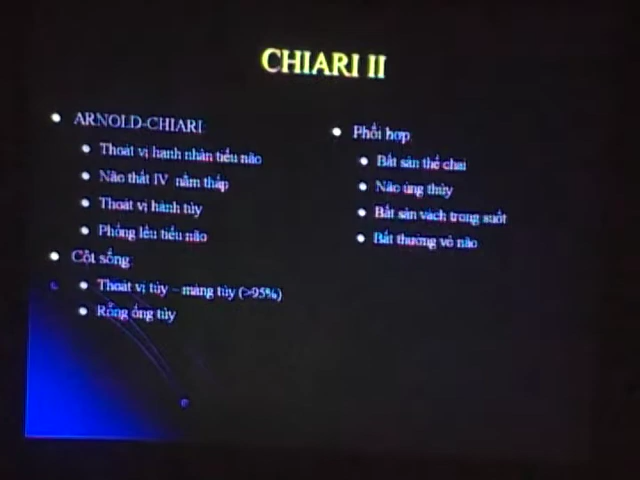 CHIARI II
ARNOLD-CHIARI
Thoát vị hạnh nhân tiểu não
Não thất IV nằm thấp
Thoát vị hành tủy
Phồng lều tiểu não
Cột sống
Thoát vị tủy – màng tủy (>95%)
Rỗng ống tủy
Phối hợp
Bất sản thể chai
Não úng thủy
Bất sản vách trong suốt
Bất thường vỏ não